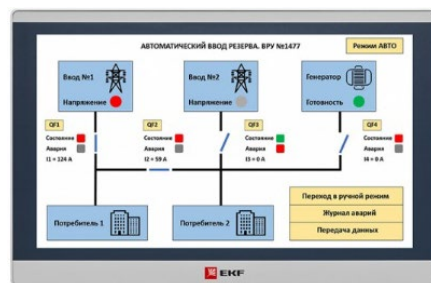 АВТОМАТИЧЕСКИЙ ВВОД РЕЗЕРВА. ВРУ №1477
Режим АВТО
Ввод №1
Напряжение
Ввод №2
Напряжение
Генератор
Готовность
QF1
Состояние
Авария
I1 = 124 А
QF2
Состояние
Авария
I2 = 59 А
QF3
Состояние
Авария
I3 = 0 А
QF4
Состояние
Авария
I4 = 0 А
Потребитель 1
Потребитель 2
Переход в ручной режим
Журнал аварий
Передача данных
EKF